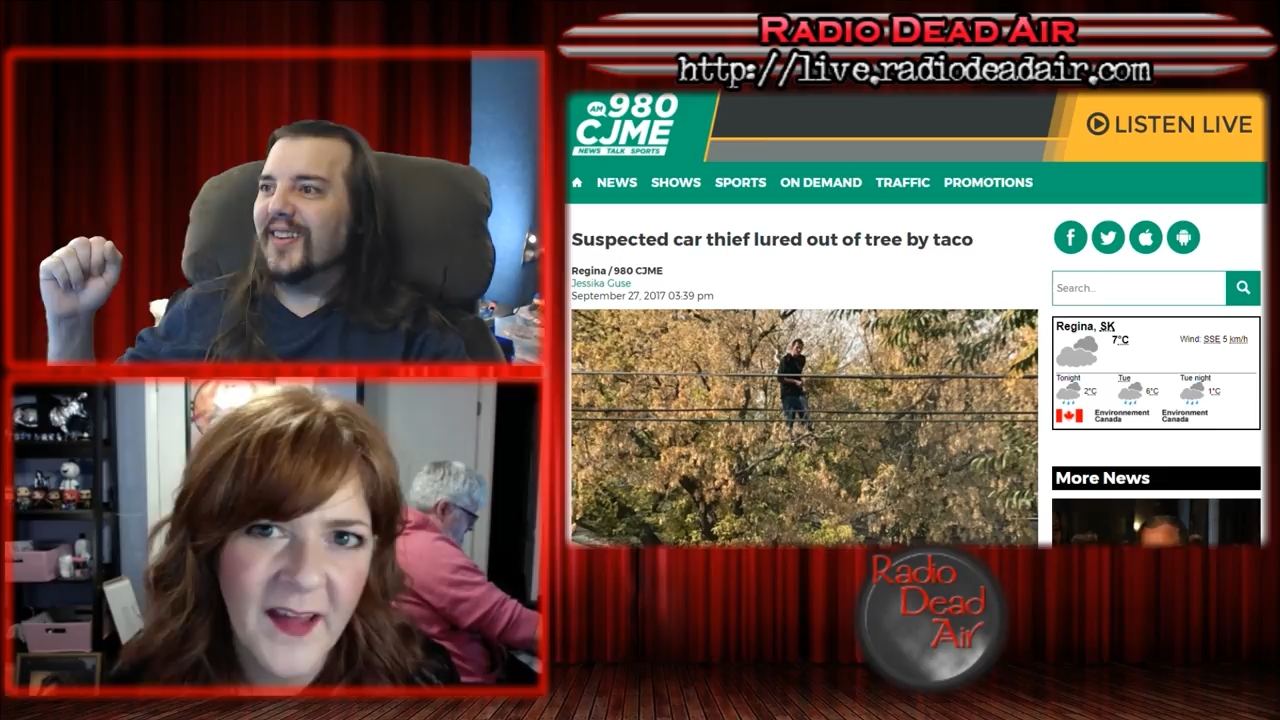 Radio Dead Air
http://live.radiodeadair.com
AM 980
CJME
NEWS TALK SPORTS
LISTEN LIVE
NEWS SHOWS SPORTS ON DEMAND TRAFFIC PROMOTIONS
Suspected car thief lured out of tree by taco
Regina / 980 CJME
Jessika Guse
September 27, 2017 03:39 pm
Search...
Regina, SK
7°C
Wind: SSE 5 km/h
Tonight Tue Tue night
2°C 6°C 1°C
Environnement Canada
Environment Canada
More News
Radio
Dead
Air